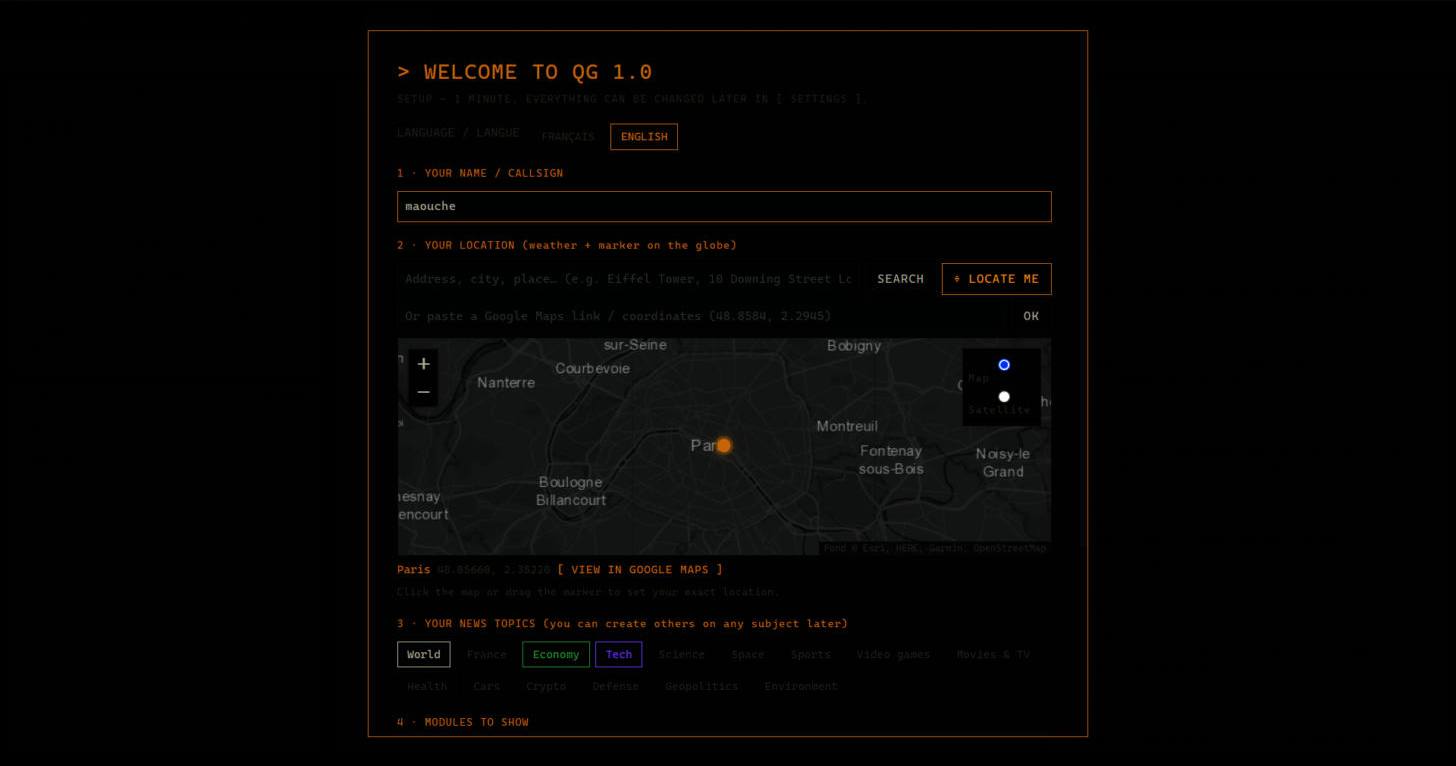 > WELCOME TO QG 1.0
SETUP — 1 MINUTE, EVERYTHING CAN BE CHANGED LATER IN [ SETTINGS ].
LANGUAGE / LANGUE FRANÇAIS ENGLISH
1 · YOUR NAME / CALLSIGN
maouche
2 · YOUR LOCATION (weather + marker on the globe)
Address, city, place… (e.g. Eiffel Tower, 10 Downing Street Lo SEARCH ⌖ LOCATE ME
Or paste a Google Maps link / coordinates (48.8584, 2.2945) OK
sur-Seine
Bobigny
Courbevoie
Nanterre
Map
Satellite
Montreuil
Par
Fontenay
sous-Bois
Noisy-le
Grand
Boulogne
Billancourt
nesnay
encourt
+
−
Fond © Esri, HERE, Garmin, OpenStreetMap
Paris 48.85660, 2.35220 [ VIEW IN GOOGLE MAPS ]
Click the map or drag the marker to set your exact location.
3 · YOUR NEWS TOPICS (you can create others on any subject later)
World France Economy Tech Science Space Sports Video games Movies & TV
Health Cars Crypto Defense Geopolitics Environment
4 · MODULES TO SHOW